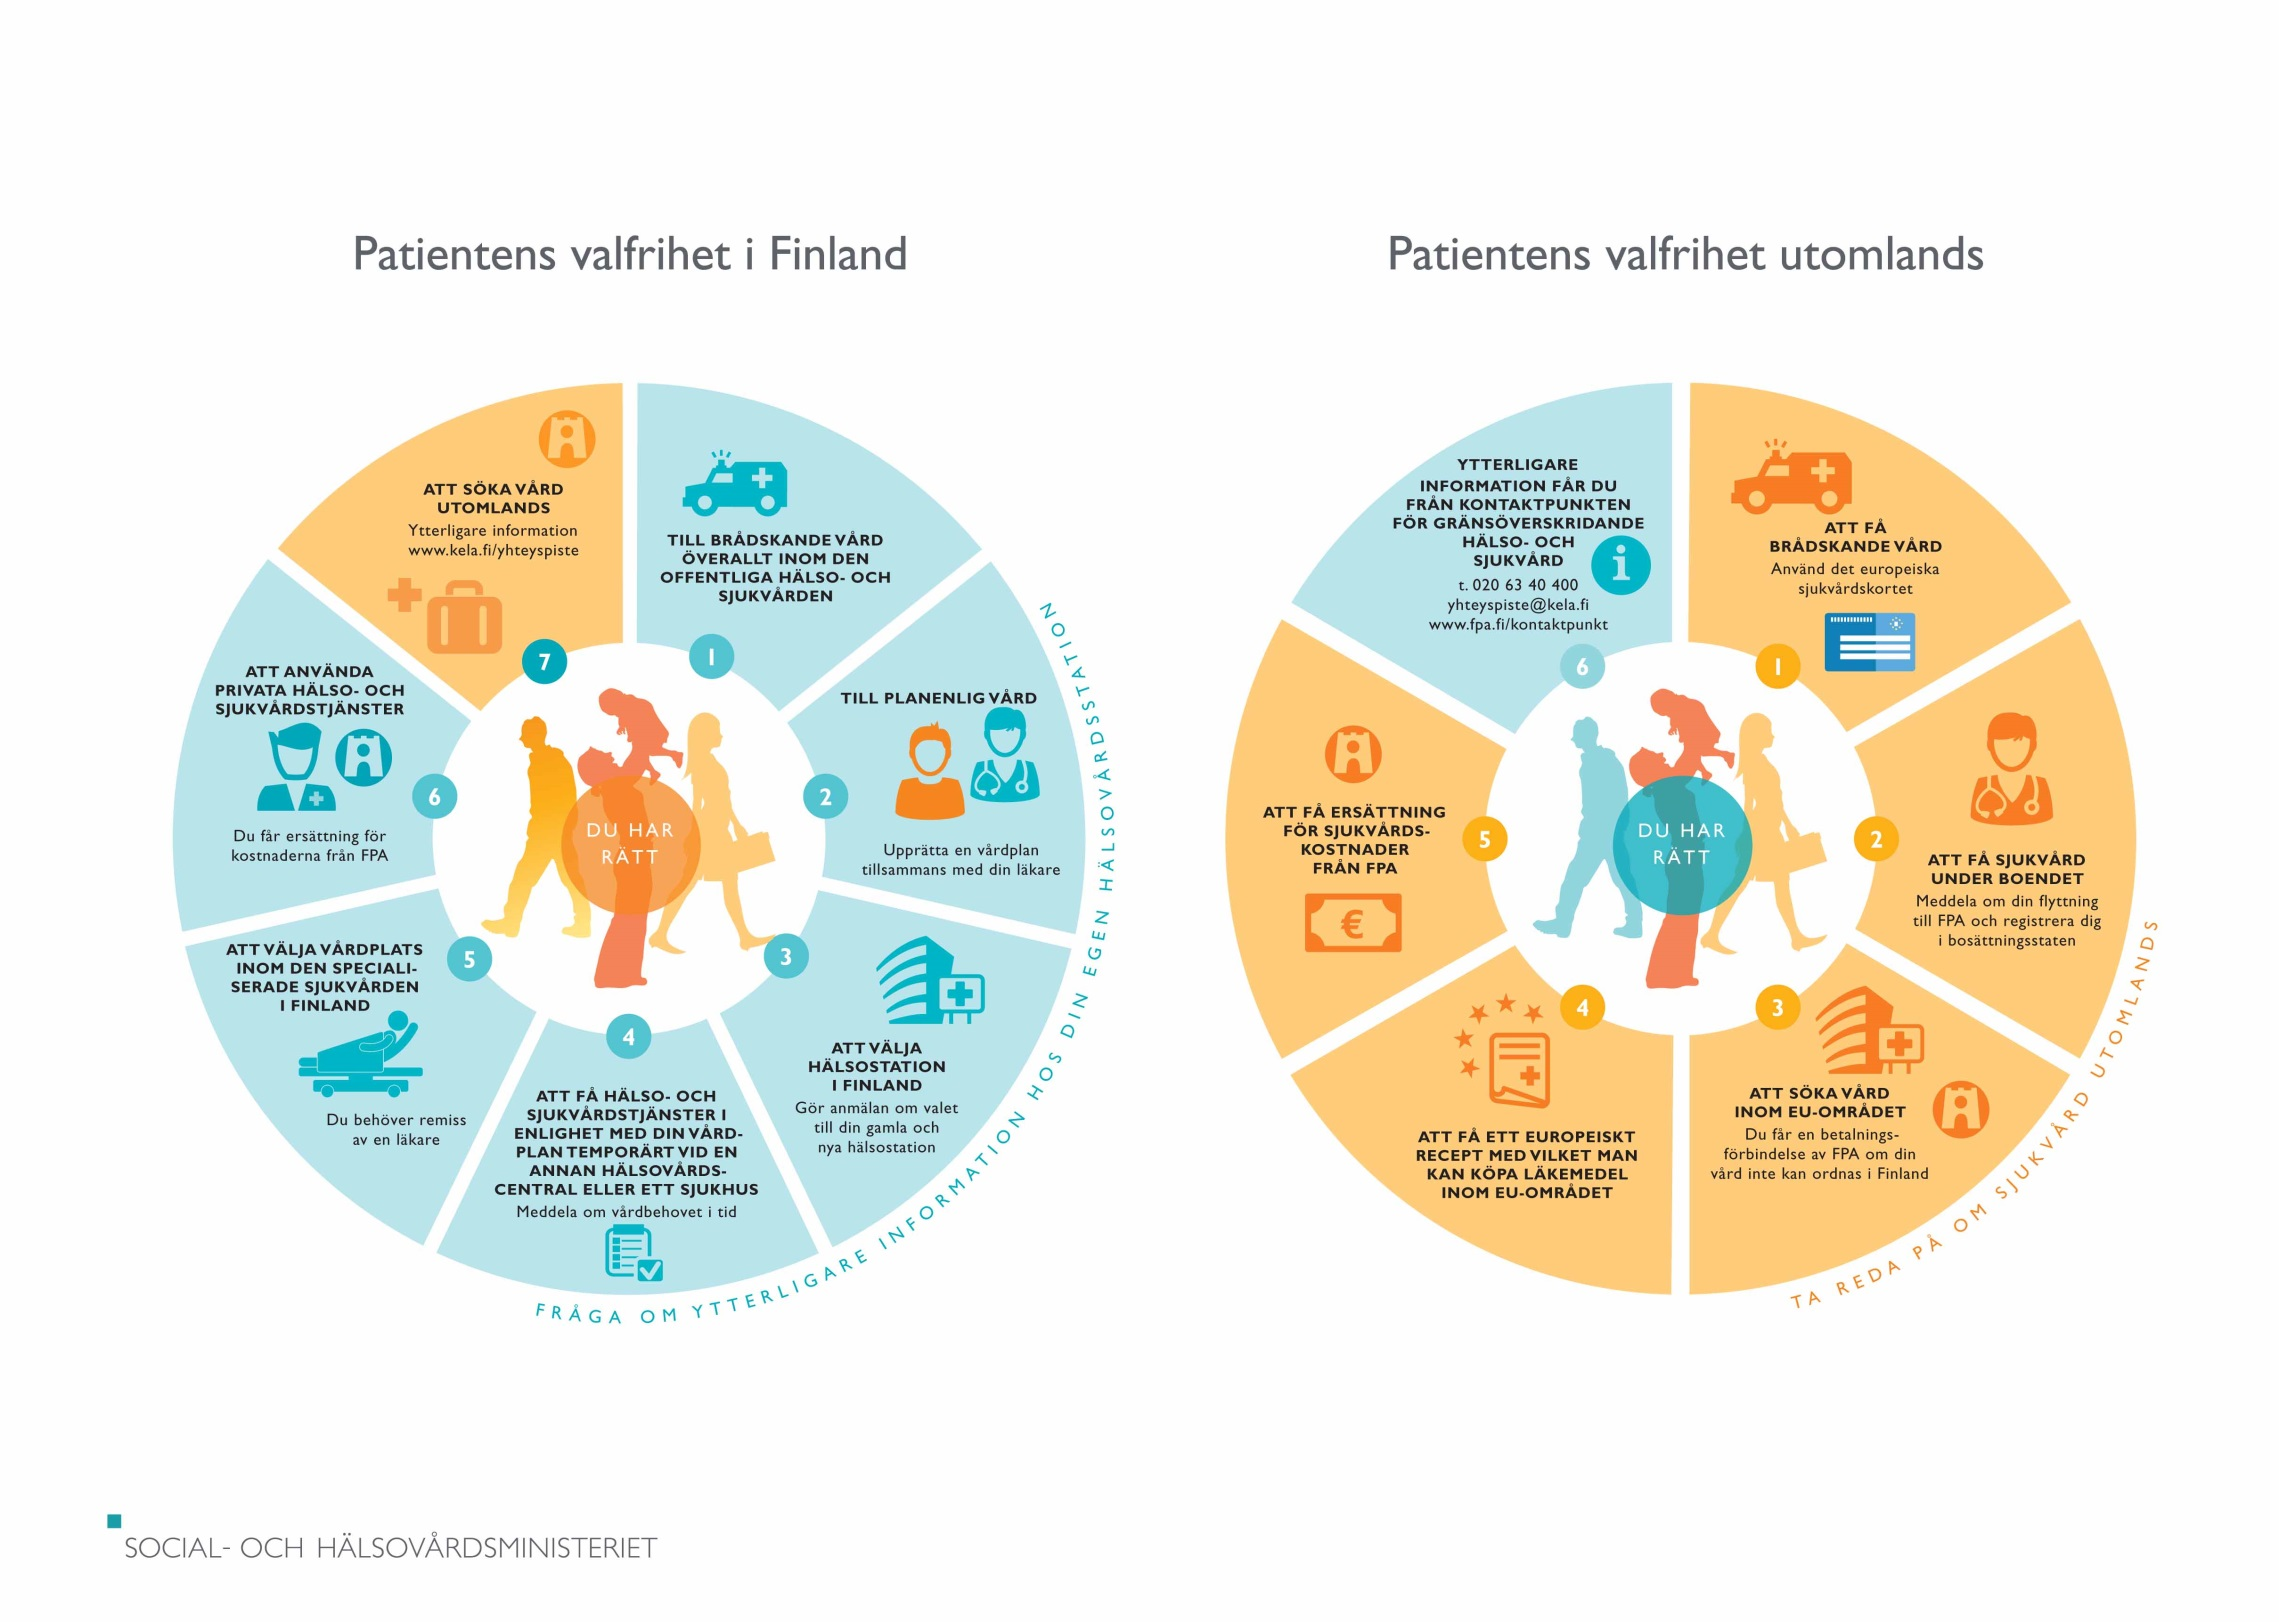 Patientens valfrihet i Finland
ATT SÖKA VÅRD
UTOMLANDS
Ytterligare information
www.kela.fi/yhteyspiste
7
TILL BRÅDSKANDE VÅRD
ÖVERALLT INOM DEN
OFFENTLIGA HÄLSO- OCH
SJUKVÅRDEN
1
TILL PLANENLIG VÅRD
2
Upprätta en vårdplan
tillsammans med din läkare
3
ATT VÄLJA
HÄLSOSTATION
I FINLAND
Gör anmälan om valet
till din gamla och
nya hälsostation
4
ATT FÅ HÄLSO- OCH
SJUKVÅRDSTJÄNSTER I
ENLIGHET MED DIN VÅRD-
PLAN TEMPORÄRT VID EN
ANNAN HÄLSOVÅRDS-
CENTRAL ELLER ETT SJUKHUS
Meddela om vårdbehovet i tid
5
ATT VÄLJA VÅRDPLATS
INOM DEN SPECIALI-
SERADE SJUKVÅRDEN
I FINLAND
Du behöver remiss
av en läkare
6
ATT ANVÄNDA
PRIVATA HÄLSO- OCH
SJUKVÅRDSTJÄNSTER
Du får ersättning för
kostnaderna från FPA
DU HAR
RÄTT
FRÅGA OM YTTERLIGARE INFORMATION HOS DIN EGEN HÄLSOVÅRDSSTATION
Patientens valfrihet utomlands
YTTERLIGARE
INFORMATION FÅR DU
FRÅN KONTAKTPUNKTEN
FÖR GRÄNSÖVERSKRIDANDE
HÄLSO- OCH
SJUKVÅRD
i
t. 020 63 40 400
yhteyspiste@kela.fi
www.fpa.fi/kontaktpunkt
6
ATT FÅ
BRÅDSKANDE VÅRD
Använd det europeiska
sjukvårdskortet
1
2
ATT FÅ SJUKVÅRD
UNDER BOENDET
Meddela om din flyttning
till FPA och registrera dig
i bosättningsstaten
3
ATT SÖKA VÅRD
INOM EU-OMRÅDET
Du får en betalnings-
förbindelse av FPA om din
vård inte kan ordnas i Finland
4
ATT FÅ ETT EUROPEISKT
RECEPT MED VILKET MAN
KAN KÖPA LÄKEMEDEL
INOM EU-OMRÅDET
5
ATT FÅ ERSÄTTNING
FÖR SJUKVÅRDS-
KOSTNADER
FRÅN FPA
€
DU HAR
RÄTT
TA REDA PÅ OM SJUKVÅRD UTOMLANDS
SOCIAL- OCH HÄLSOVÅRDSMINISTERIET